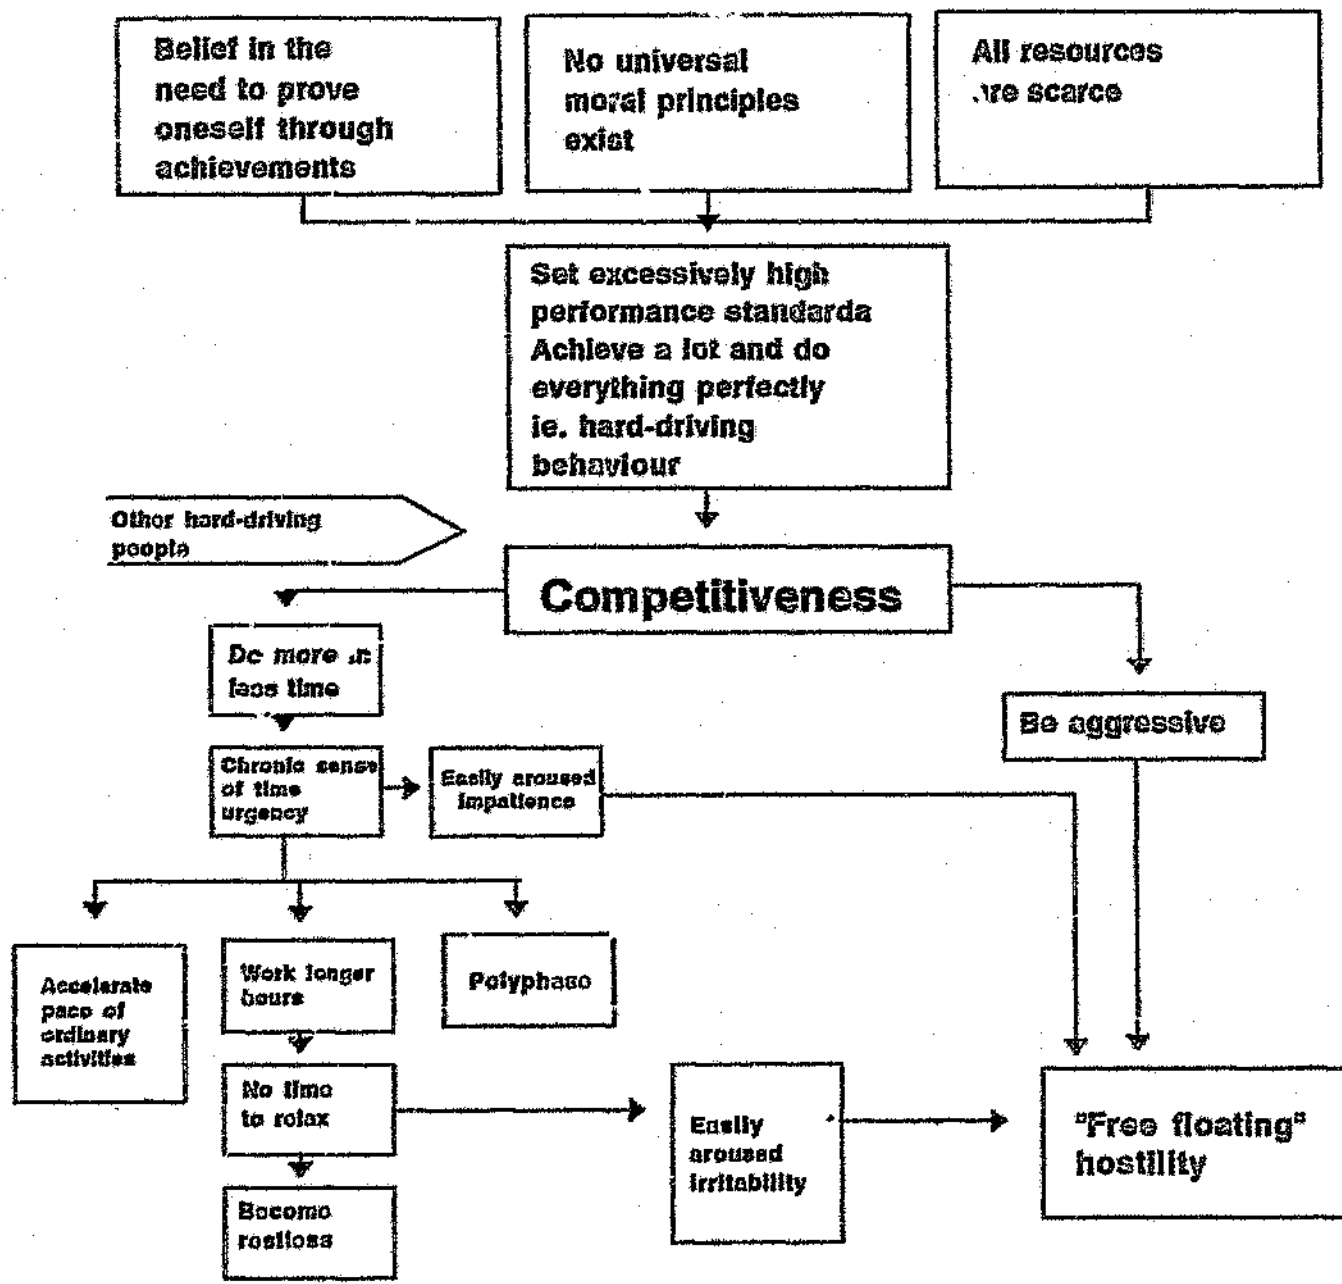 Belief in the
need to prove
oneself through
achievements
No universal
moral principles
exist
All resources
are scarce
Set excessively high
performance standarda
Achieve a lot and do
everything perfectly
ie. hard-driving
behaviour
Other hard-driving
people
Competitiveness
Do more in
less time
Be aggressive
Chronic sense
of time
urgency
Easily aroused
impatience
Accelerate
pace of
ordinary
activities
Work longer
hours
Polyphase
No time
to relax
Easily
aroused
irritability
"Free floating"
hostility
Become
restless